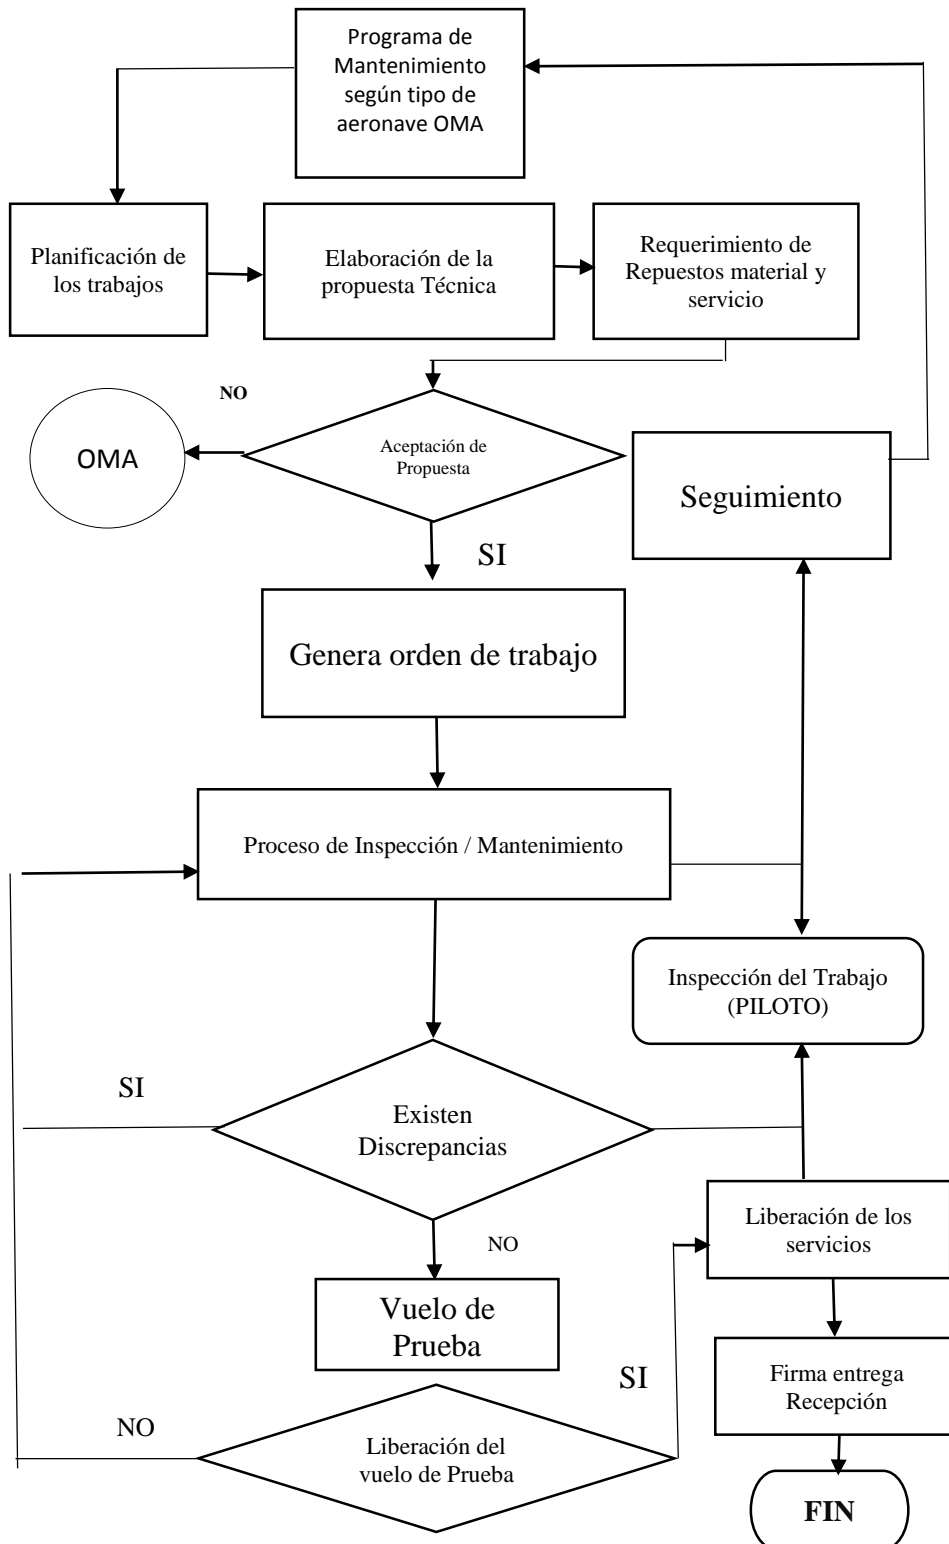 Programa de
Mantenimiento
según tipo de
aeronave OMA
Planificación de
los trabajos
Elaboración de la
propuesta Técnica
Requerimiento de
Repuestos material y
servicio
NO
OMA
Aceptación de
Propuesta
Seguimiento
SI
Genera orden de trabajo
Proceso de Inspección / Mantenimiento
Inspección del Trabajo
(PILOTO)
SI
Existen
Discrepancias
NO
Liberación de los
servicios
Vuelo de
Prueba
SI
Firma entrega
Recepción
NO
Liberación del
vuelo de Prueba
FIN